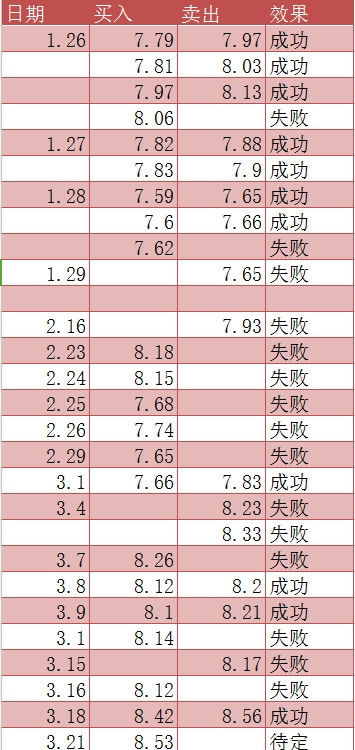 日期 买入 卖出 效果
1.26 7.79 7.97 成功
7.81 8.03 成功
7.97 8.13 成功
8.06 失败
1.27 7.82 7.88 成功
7.83 7.9 成功
1.28 7.59 7.65 成功
7.6 7.66 成功
7.62 失败
1.29 7.65 失败
2.16 7.93 失败
2.23 8.18 失败
2.24 8.15 失败
2.25 7.68 失败
2.26 7.74 失败
2.29 7.65 失败
3.1 7.66 7.83 成功
3.4 8.23 失败
8.33 失败
3.7 8.26 失败
3.8 8.12 8.2 成功
3.9 8.1 8.21 成功
3.1 8.14 失败
3.15 8.17 失败
3.16 8.12 失败
3.18 8.42 8.56 成功
3.21 8.53 待定